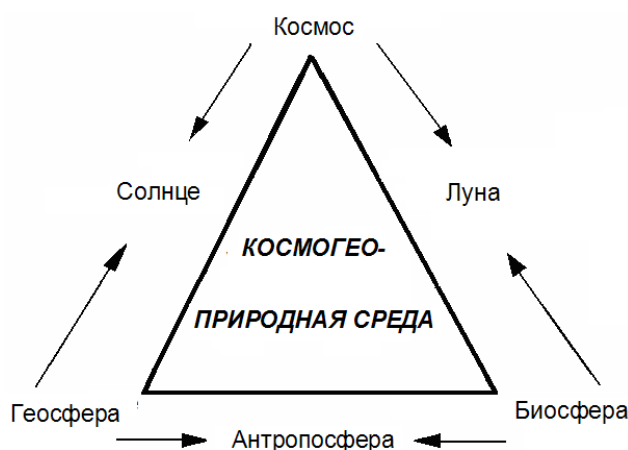 Космос
Солнце
Луна
КОСМОГЕО-
ПРИРОДНАЯ СРЕДА
Геосфера
Биосфера
Антропосфера